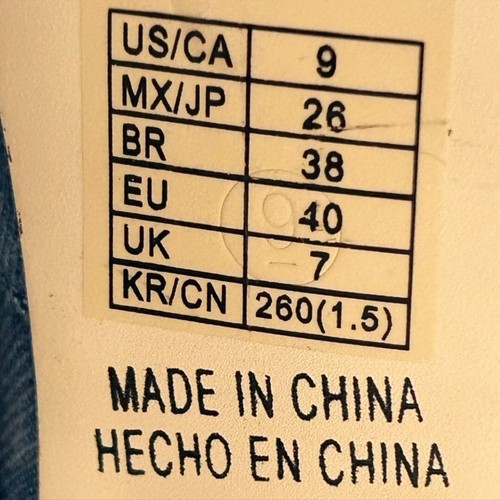 US/CA 9
MX/JP 26
BR 38
EU 40
UK 7
KR/CN 260(1.5)
MADE IN CHINA
HECHO EN CHINA
9